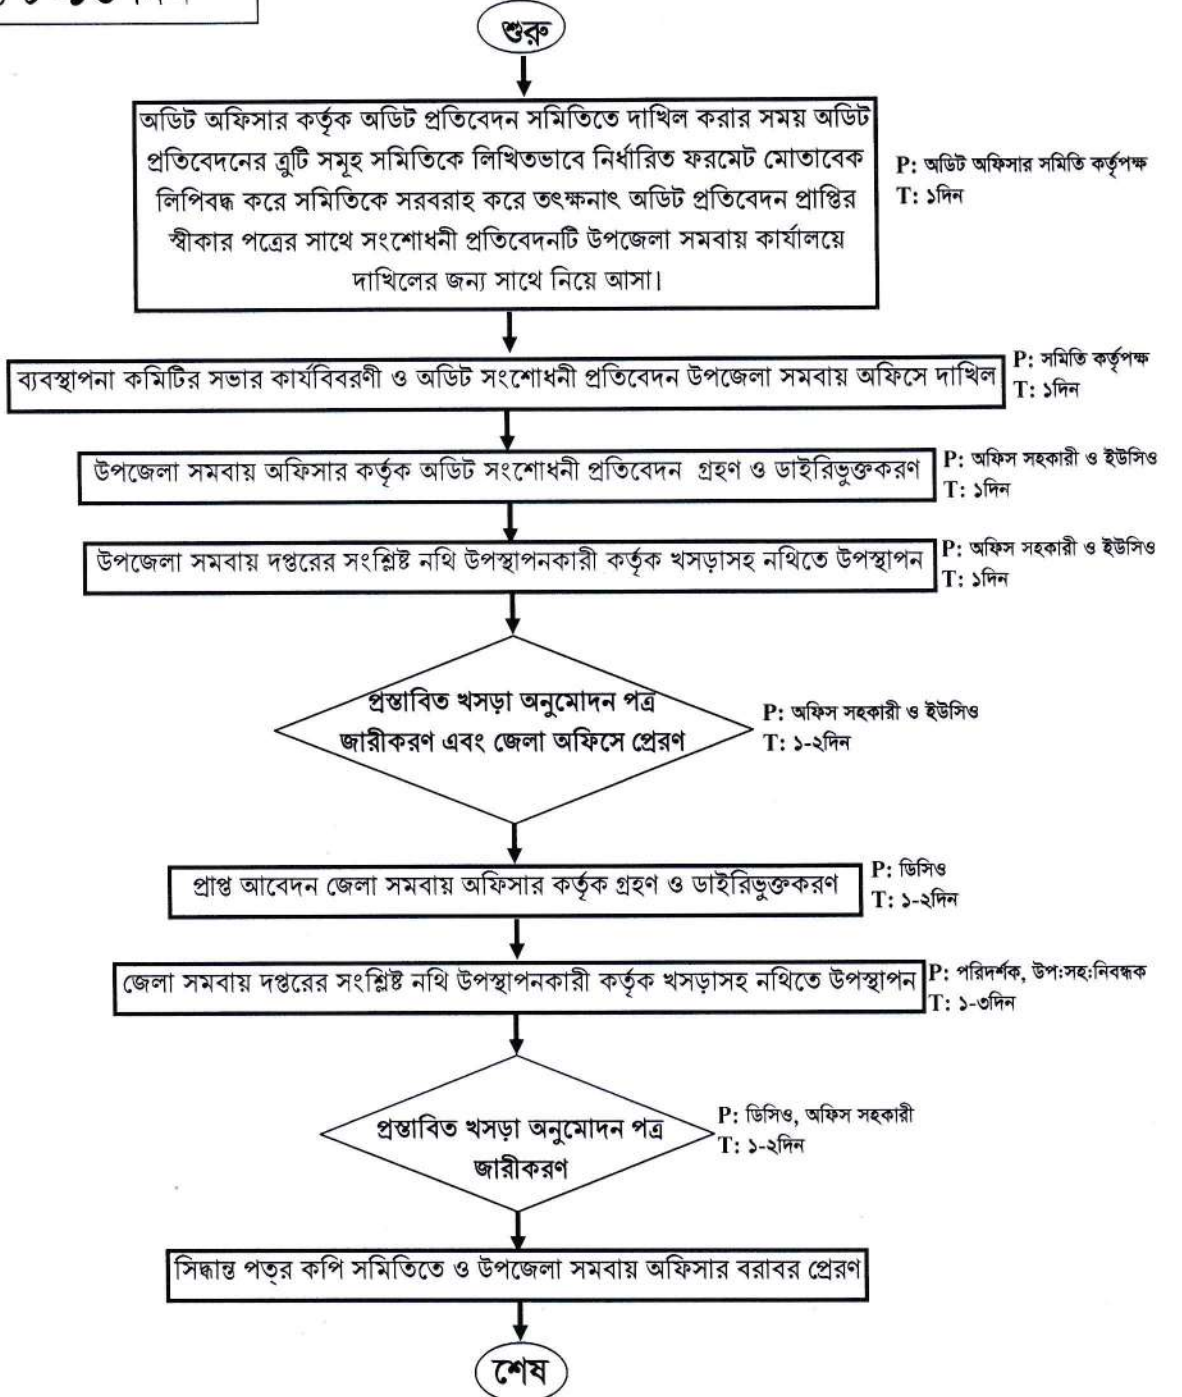 শুরু
অডিট অফিসার কর্তৃক অডিট প্রতিবেদন সমিতিতে দাখিল করার সময় অডিট
প্রতিবেদনের ত্রুটি সমূহ সমিতিকে লিখিতভাবে নির্ধারিত ফরমেট মোতাবেক
লিপিবদ্ধ করে সমিতিকে সরবরাহ করে তৎক্ষনাৎ অডিট প্রতিবেদন প্রাপ্তির
স্বীকার পত্রের সাথে সংশোধনী প্রতিবেদনটি উপজেলা সমবায় কার্যালয়ে
দাখিলের জন্য সাথে নিয়ে আসা।
P: অডিট অফিসার সমিতি কর্তৃপক্ষ
T: ১দিন
ব্যবস্থাপনা কমিটির সভার কার্যবিবরণী ও অডিট সংশোধনী প্রতিবেদন উপজেলা সমবায় অফিসে দাখিল
P: সমিতি কর্তৃপক্ষ
T: ১দিন
উপজেলা সমবায় অফিসার কর্তৃক অডিট সংশোধনী প্রতিবেদন গ্রহণ ও ডাইরিভুক্তকরণ
P: অফিস সহকারী ও ইউসিও
T: ১দিন
উপজেলা সমবায় দপ্তরের সংশ্লিষ্ট নথি উপস্থাপনকারী কর্তৃক খসড়াসহ নথিতে উপস্থাপন
P: অফিস সহকারী ও ইউসিও
T: ১দিন
প্রস্তাবিত খসড়া অনুমোদন পত্র
জারীকরণ এবং জেলা অফিসে প্রেরণ
P: অফিস সহকারী ও ইউসিও
T: ১-২দিন
প্রাপ্ত আবেদন জেলা সমবায় অফিসার কর্তৃক গ্রহণ ও ডাইরিভুক্তকরণ
P: ডিসিও
T: ১-২দিন
জেলা সমবায় দপ্তরের সংশ্লিষ্ট নথি উপস্থাপনকারী কর্তৃক খসড়াসহ নথিতে উপস্থাপন
P: পরিদর্শক, উপ:সহ:নিবন্ধক
T: ১-৩দিন
প্রস্তাবিত খসড়া অনুমোদন পত্র
জারীকরণ
P: ডিসিও, অফিস সহকারী
T: ১-২দিন
সিদ্ধান্ত পত্র কপি সমিতিতে ও উপজেলা সমবায় অফিসার বরাবর প্রেরণ
শেষ